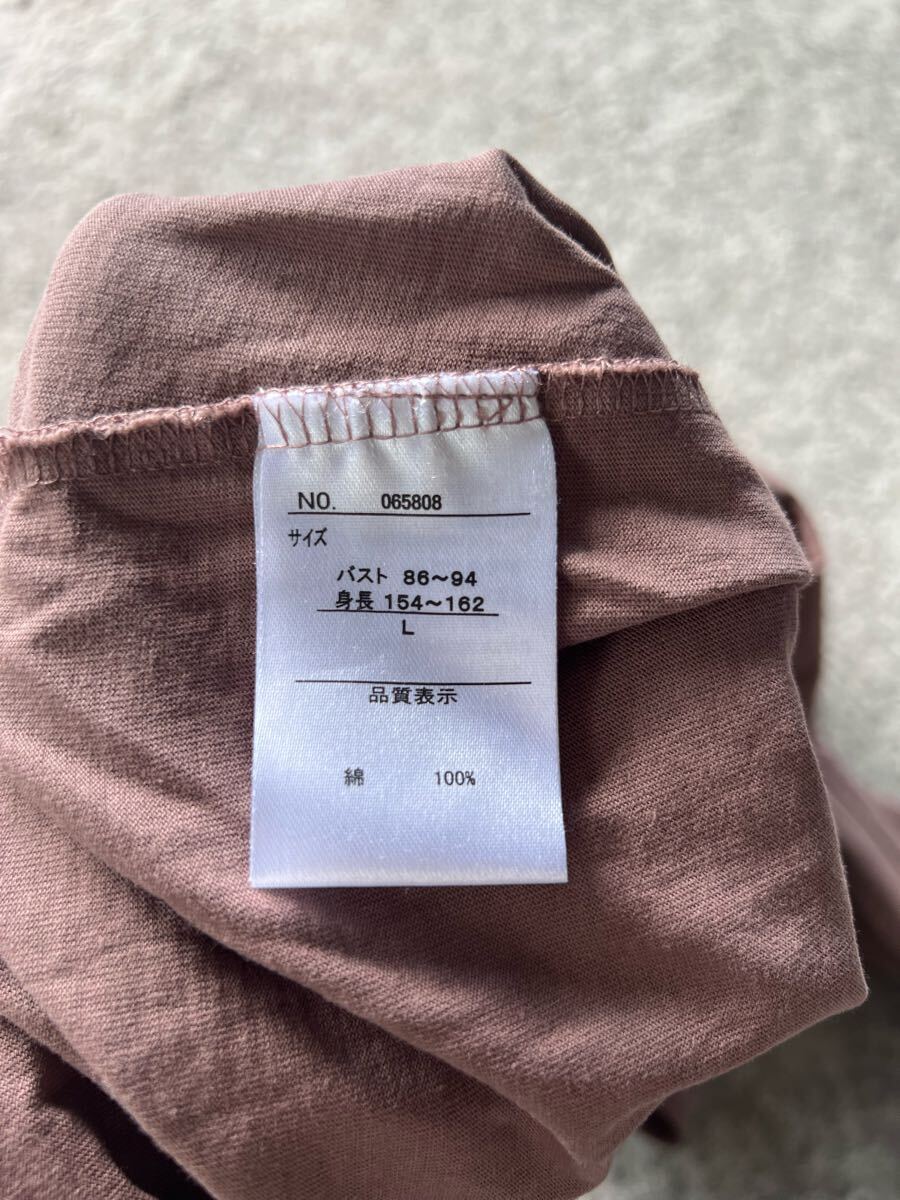 NO. 065808
サイズ
バスト 86～94
身長 154～162
L
品質表示
綿 100%